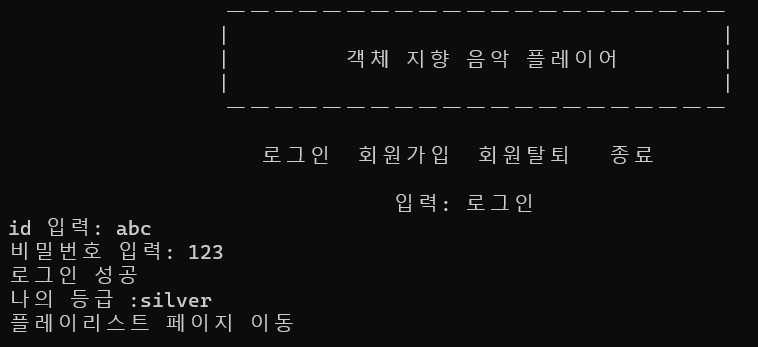 객체 지향 음악 플레이어
로그인 회원가입 회원탈퇴 종료
입력: 로그인
id 입력: abc
비밀번호 입력: 123
로그인 성공
나의 등급 :silver
플레이리스트 페이지 이동